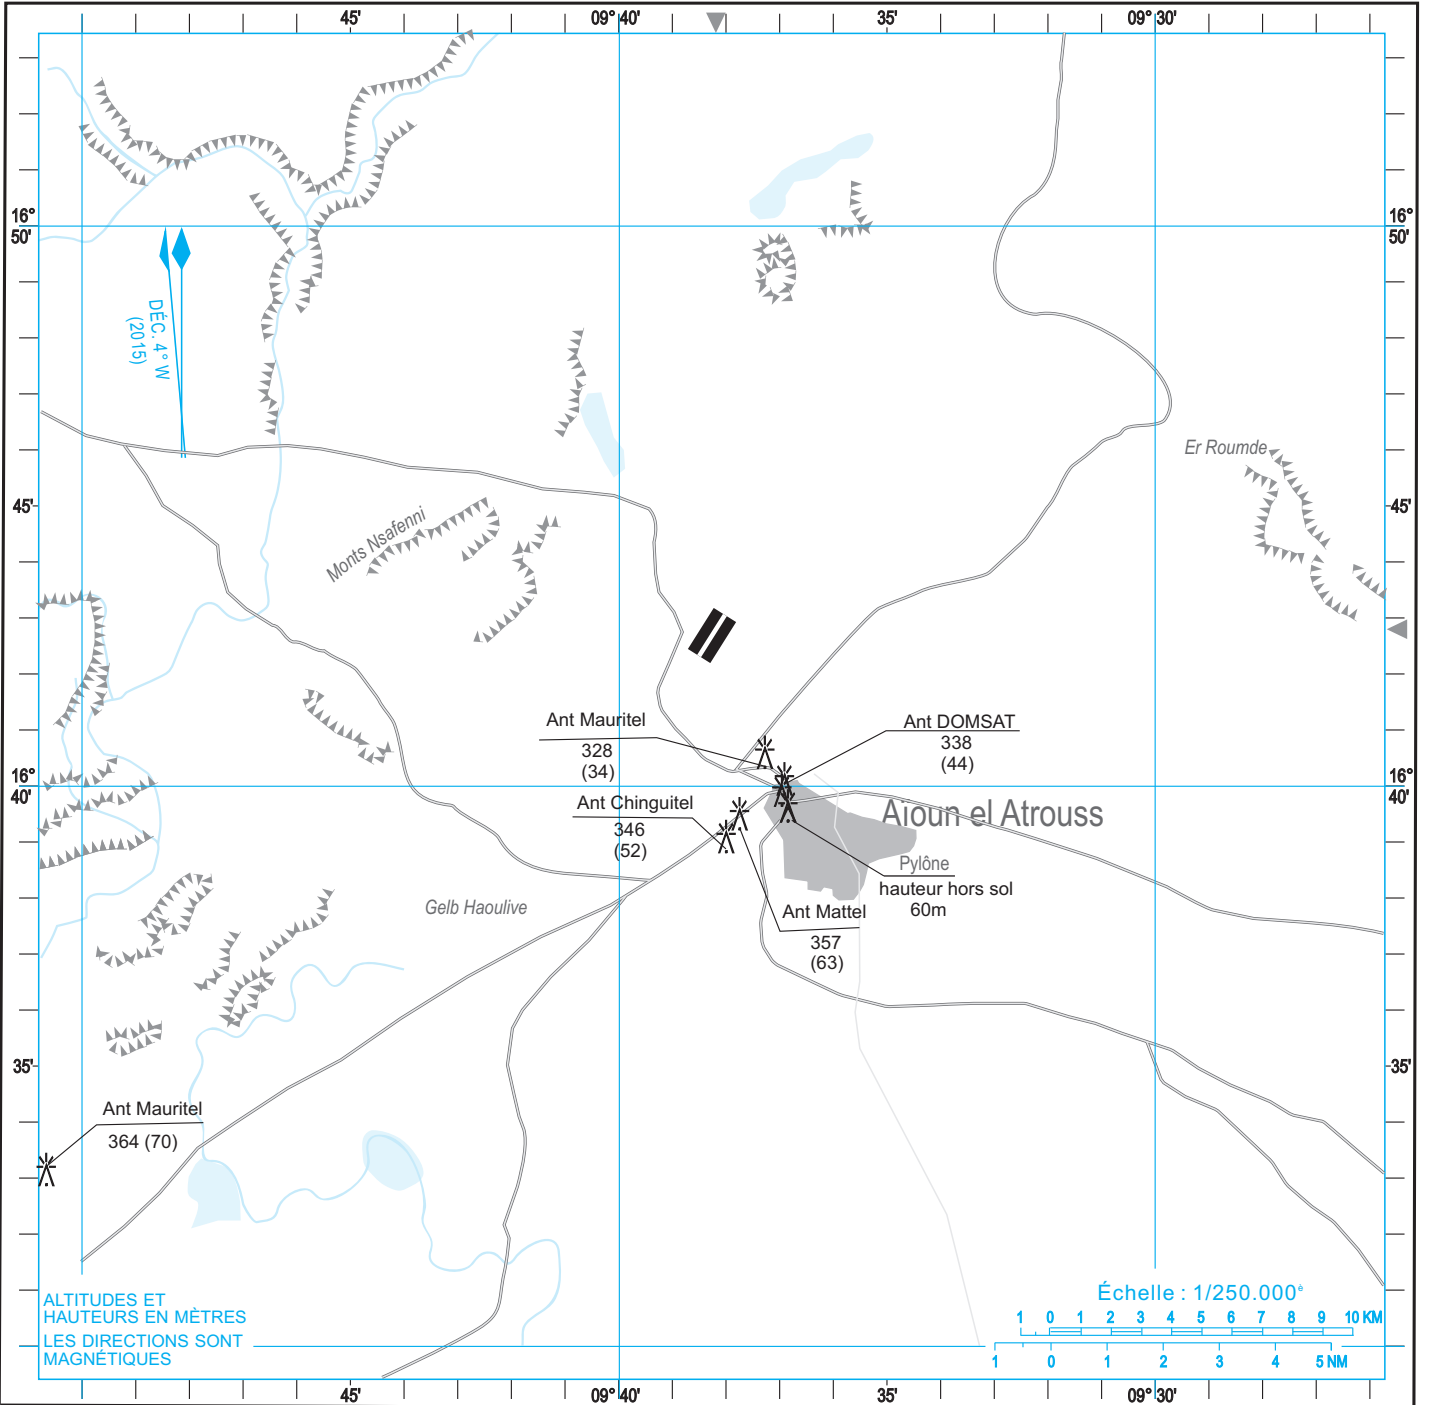 45'
09°40'
35'
09°30'
16°
50'
16°
50'
DÉC. 4° W
(2015)
Er Roumde
45'
45'
Monts Nsafenni
Ant Mauritel
328
(34)
Ant DOMSAT
338
(44)
16°
40'
16°
40'
Ant Chinguitel
346
(52)
Aïoun el Atrouss
Pylône
hauteur hors sol
60m
Gelb Haoulive
Ant Mattel
357
(63)
35'
35'
Ant Mauritel
364 (70)
ALTITUDES ET
HAUTEURS EN MÈTRES
LES DIRECTIONS SONT
MAGNÉTIQUES
Échelle : 1/250.000è
1 0 1 2 3 4 5 6 7 8 9 10 KM
1 0 1 2 3 4 5 NM
45'
09°40'
35'
09°30'